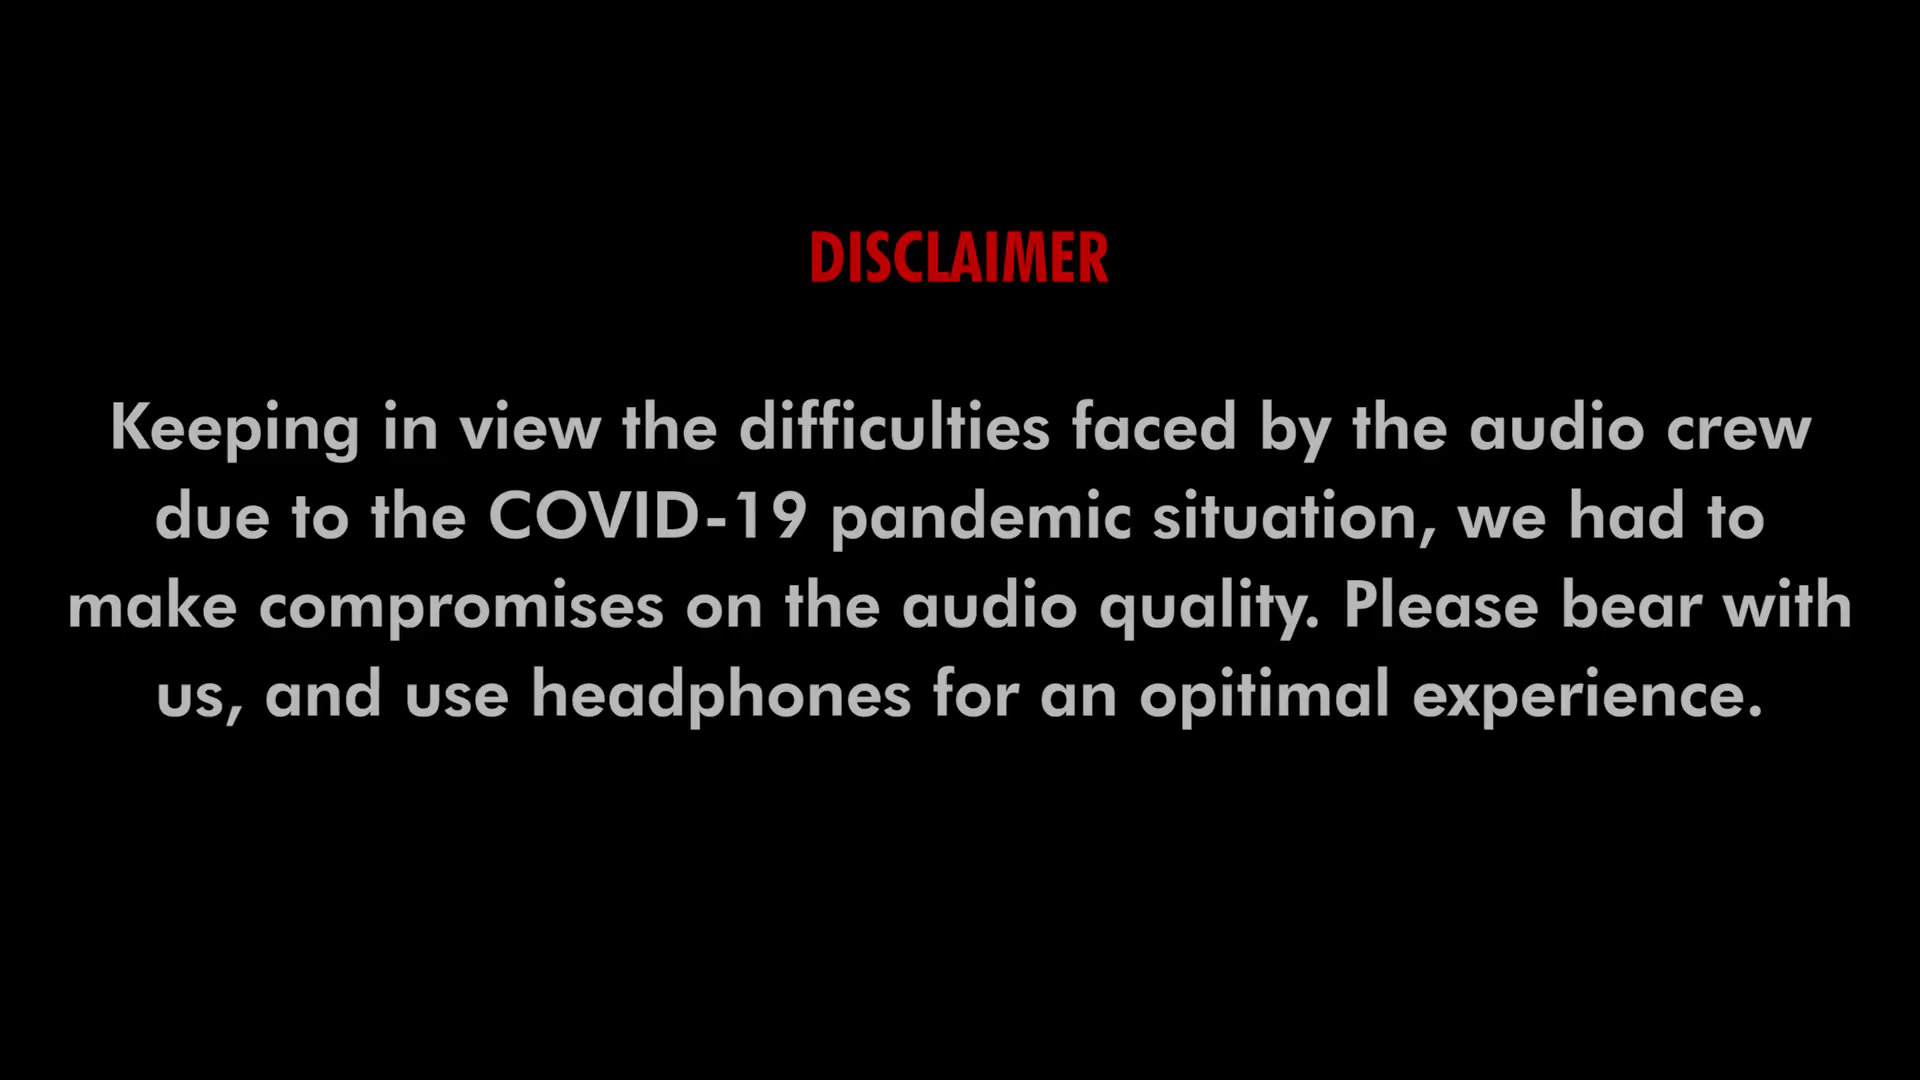 DISCLAIMER
Keeping in view the difficulties faced by the audio crew
due to the COVID-19 pandemic situation, we had to
make compromises on the audio quality. Please bear with
us, and use headphones for an opitimal experience.